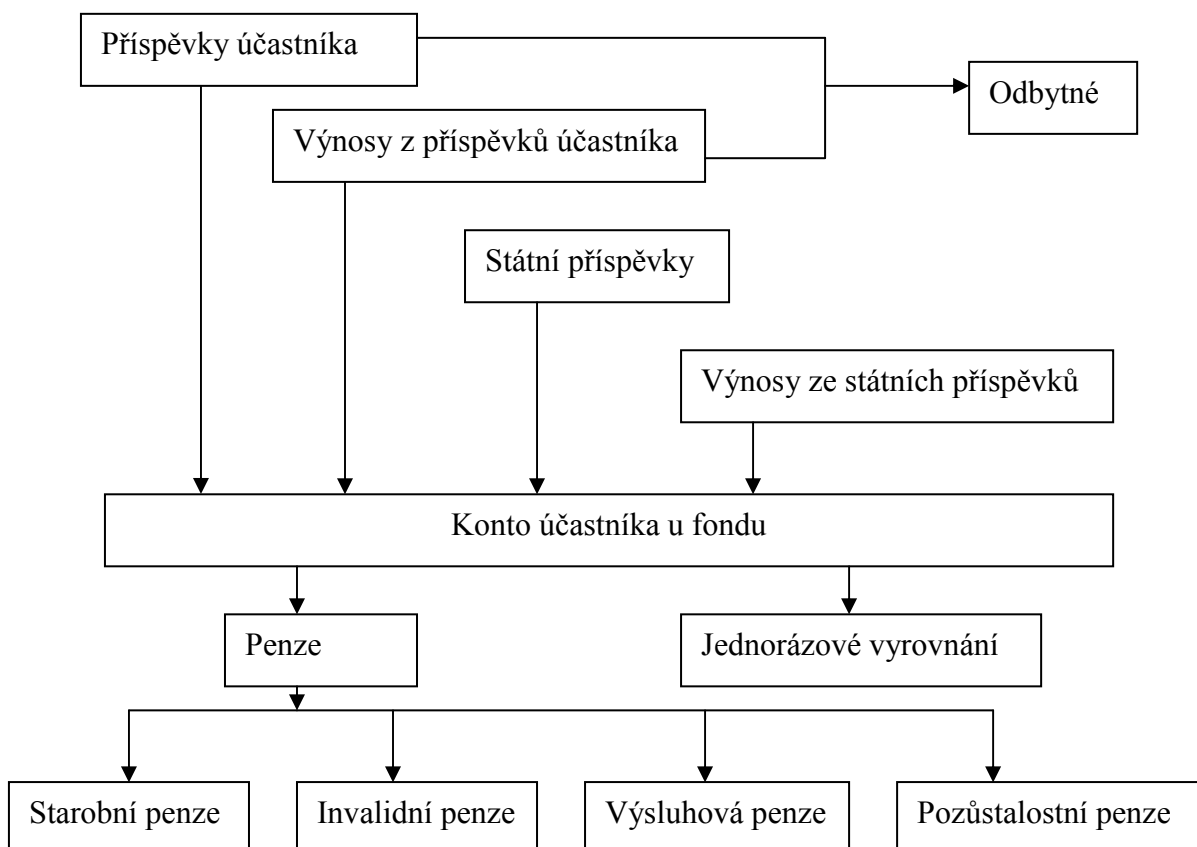 Příspěvky účastníka
Odbytné
Výnosy z příspěvků účastníka
Státní příspěvky
Výnosy ze státních příspěvků
Konto účastníka u fondu
Penze
Jednorázové vyrovnání
Starobní penze
Invalidní penze
Výsluhová penze
Pozůstalostní penze